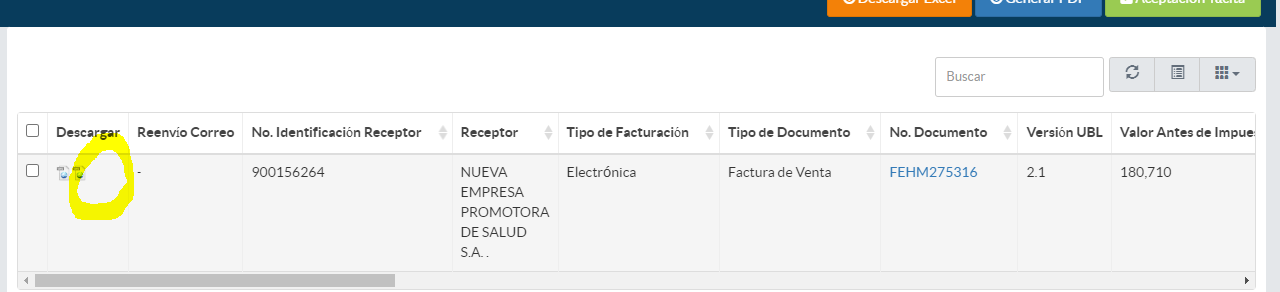 Descargar Excel Generar PDF Aceptación Tácita
Buscar
Descargar Reenvío Correo No. Identificación Receptor Receptor Tipo de Facturación Tipo de Documento No. Documento Versión UBL Valor Antes de Impues
- 900156264 NUEVA Electrónica Factura de Venta FEHM275316 2.1 180,710
EMPRESA
PROMOTORA
DE SALUD
S.A. .